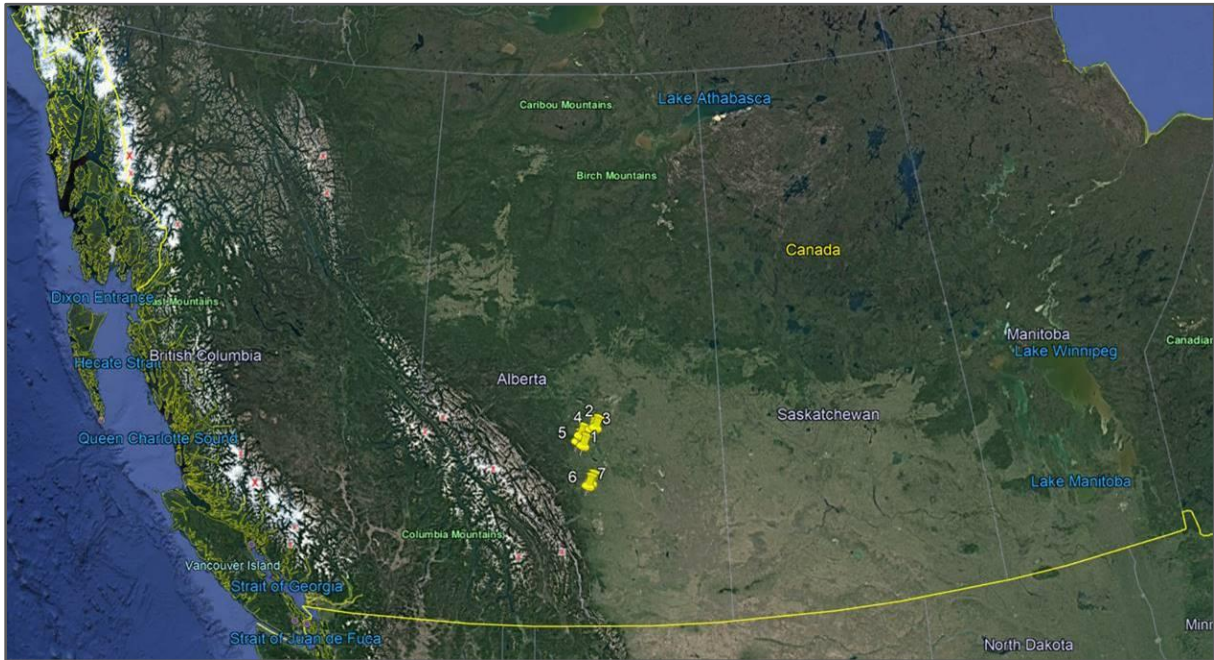 Caribou Mountains
Lake Athabasca
Birch Mountains
Canada
Dixon Entrance
Mountains
Manitoba
Canadian
British Columbia
Lake Winnipeg
Hecate Strait
Alberta
Saskatchewan
2
4
3
5
1
Queen Charlotte Sound
6
7
Lake Manitoba
Columbia Mountains
Vancouver Island
Strait of Georgia
Strait of Juan de Fuca
North Dakota
Minn